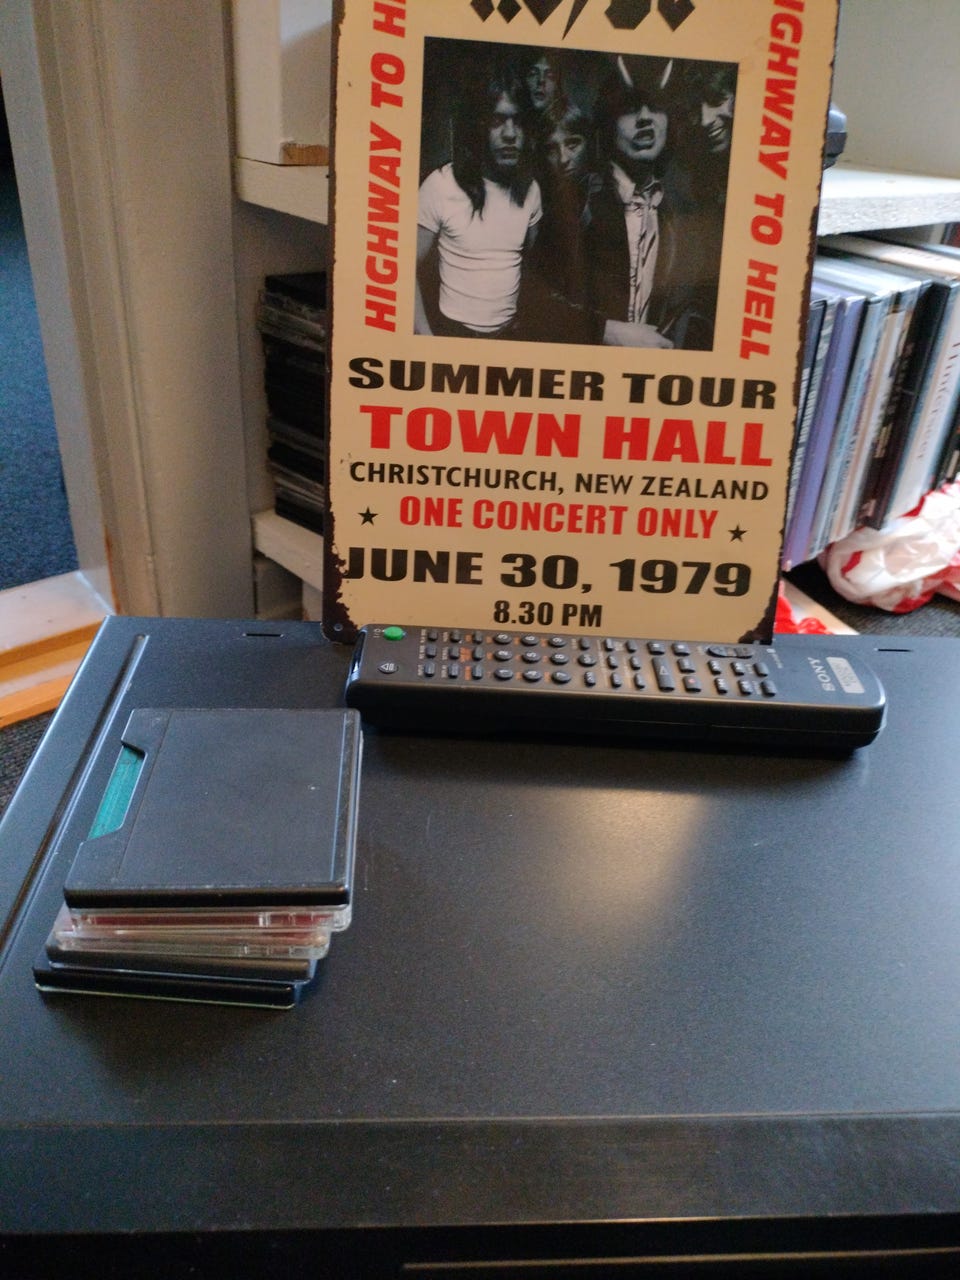 HIGHWAY TO HE
HIGHWAY TO HELL
SUMMER TOUR
TOWN HALL
CHRISTCHURCH, NEW ZEALAND
★ ONE CONCERT ONLY ★
JUNE 30, 1979
8.30 PM
SONY